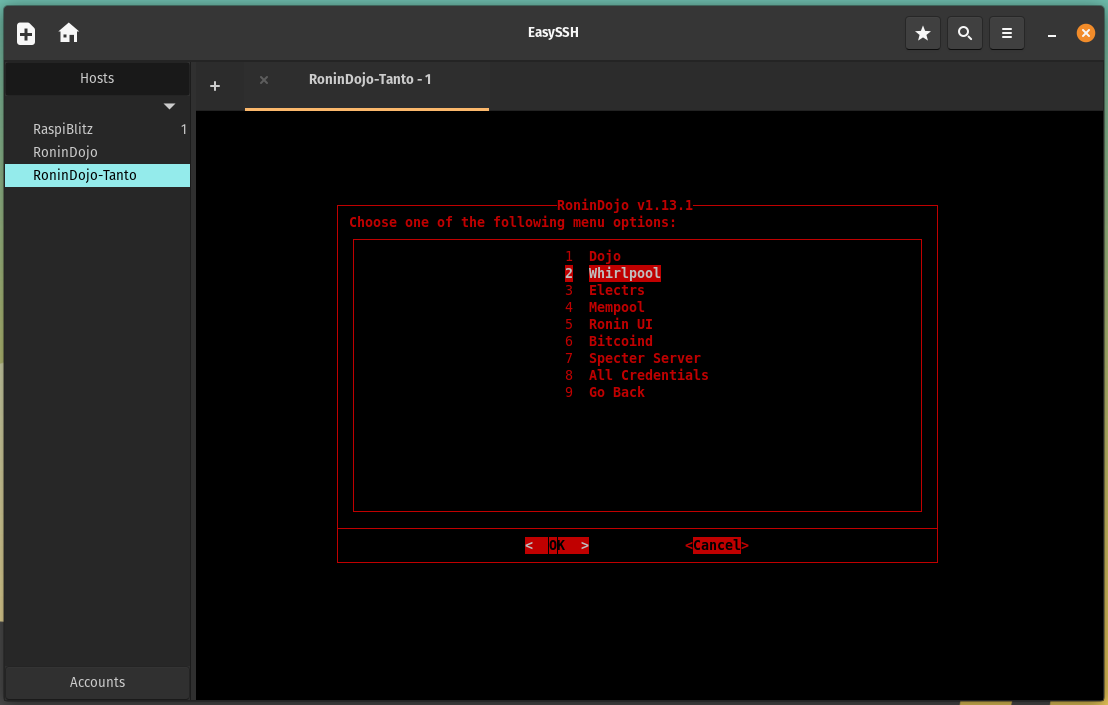 EasySSH
Hosts
RaspiBlitz 1
RoninDojo
RoninDojo-Tanto
Accounts
+ × RoninDojo-Tanto - 1
RoninDojo v1.13.1
Choose one of the following menu options:
1 Dojo
2 Whirlpool
3 Electrs
4 Mempool
5 Ronin UI
6 Bitcoind
7 Specter Server
8 All Credentials
9 Go Back
< OK > <Cancel>